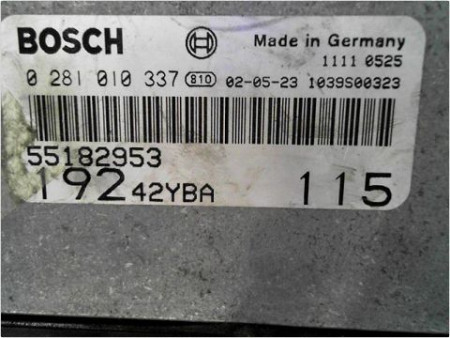 BOSCH Made in Germany
1111 0525
0 281 010 337 810 02-05-23 1039S00323
55182953
192 42YBA 115